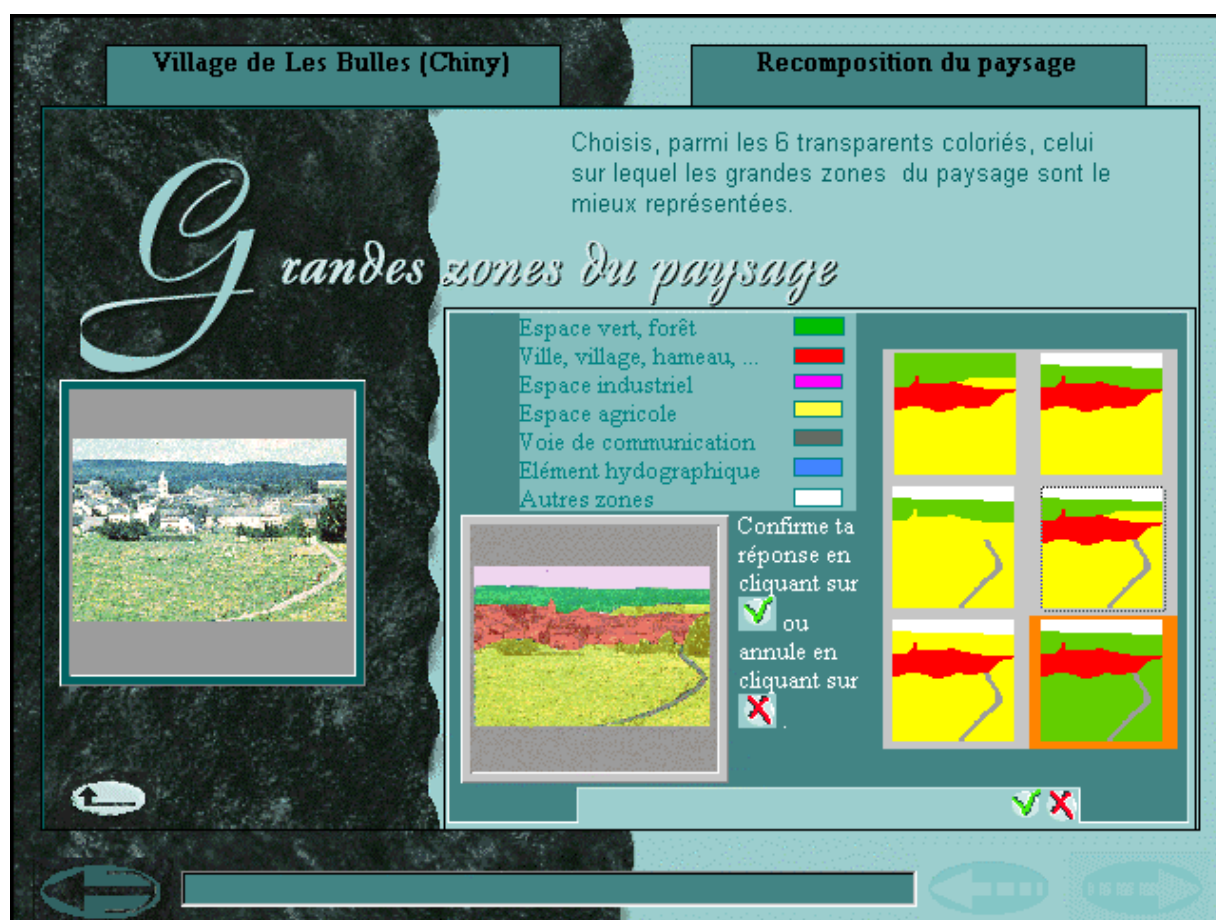 Village de Les Bulles (Chiny)
Recomposition du paysage
Choisis, parmi les 6 transparents coloriés, celui
sur lequel les grandes zones du paysage sont le
mieux représentées.
Grandes zones du paysage
Espace vert, forêt
Ville, village, hameau, ...
Espace industriel
Espace agricole
Voie de communication
Elément hydographique
Autres zones
Confirme ta
réponse en
cliquant sur
ou
annule en
cliquant sur
.